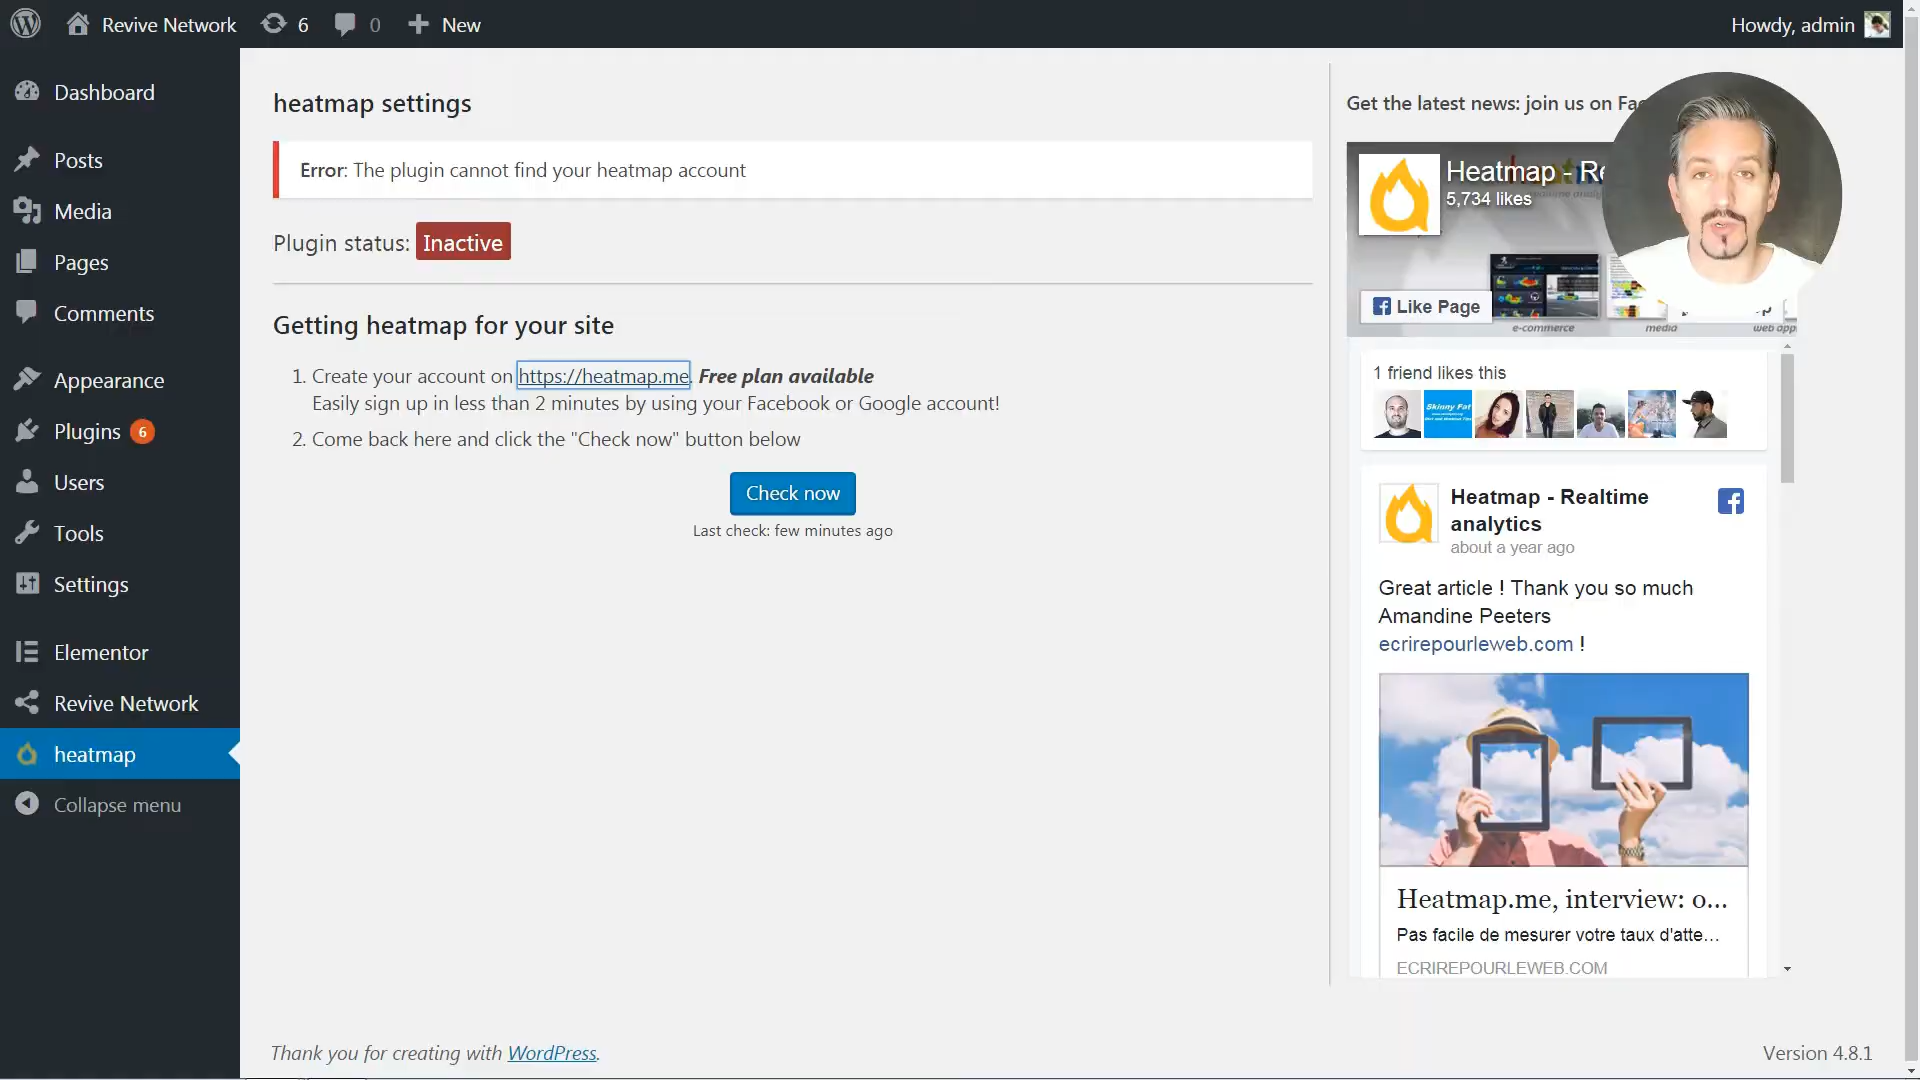 Revive Network
6
0
New
Howdy, admin
Dashboard
Posts
Media
Pages
Comments
Appearance
Plugins 6
Users
Tools
Settings
Elementor
Revive Network
heatmap
Collapse menu
heatmap settings
Error: The plugin cannot find your heatmap account
Plugin status: Inactive
Getting heatmap for your site
1. Create your account on https://heatmap.me. Free plan available
Easily sign up in less than 2 minutes by using your Facebook or Google account!
2. Come back here and click the "Check now" button below
Check now
Last check: few minutes ago
Thank you for creating with WordPress.
Version 4.8.1
Get the latest news: join us on Fac
Heatmap - Re
5,734 likes
Like Page
e-commerce
media
web app
1 friend likes this
Skinny Fat
Heatmap - Realtime
analytics
about a year ago
Great article ! Thank you so much
Amandine Peeters
ecrirepourleweb.com !
Heatmap.me, interview: o...
Pas facile de mesurer votre taux d'atte...
ECRIREPOURLEWEB.COM